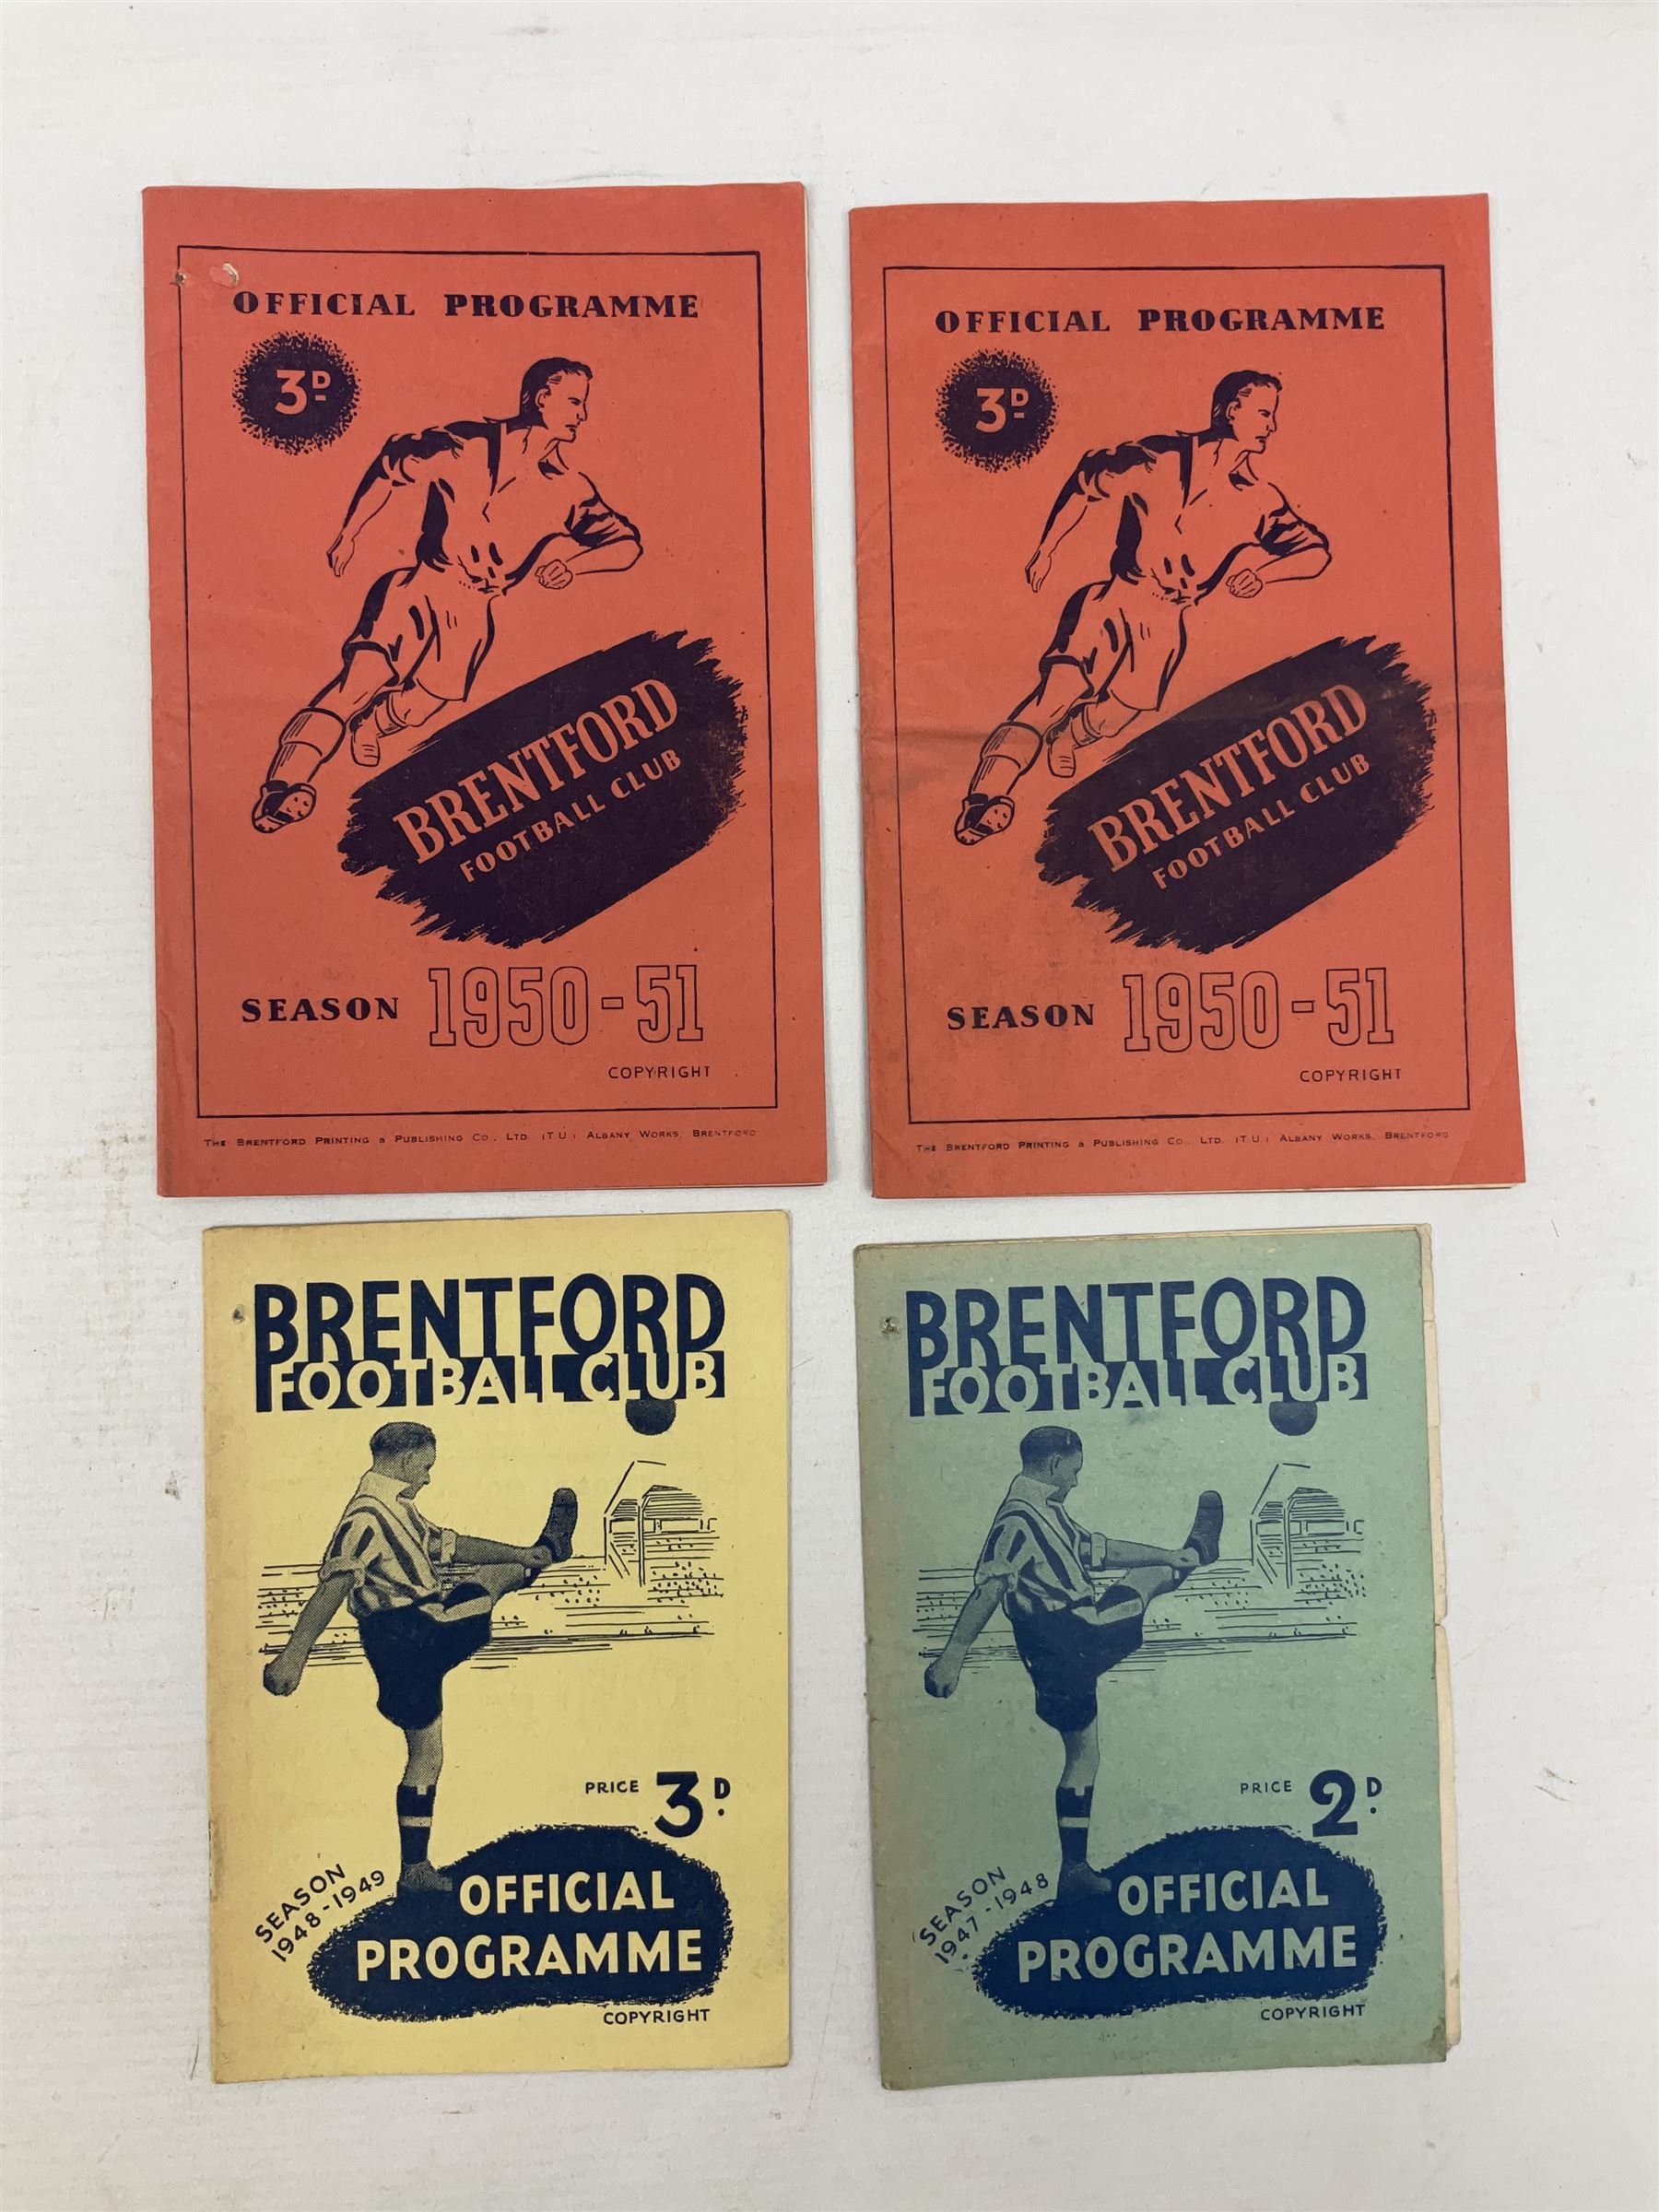 OFFICIAL PROGRAMME
3D
BRENTFORD
FOOTBALL CLUB
SEASON 1950-51
COPYRIGHT
THE BRENTFORD PRINTING & PUBLISHING CO., LTD. (T.U.) ALBANY WORKS, BRENTFORD
OFFICIAL PROGRAMME
3D
BRENTFORD
FOOTBALL CLUB
SEASON 1950-51
COPYRIGHT
THE BRENTFORD PRINTING & PUBLISHING CO., LTD. (T.U.) ALBANY WORKS, BRENTFORD
BRENTFORD
FOOTBALL CLUB
PRICE 3D.
SEASON
1948-1949
OFFICIAL
PROGRAMME
COPYRIGHT
BRENTFORD
FOOTBALL CLUB
PRICE 2D.
SEASON
1947-1948
OFFICIAL
PROGRAMME
COPYRIGHT